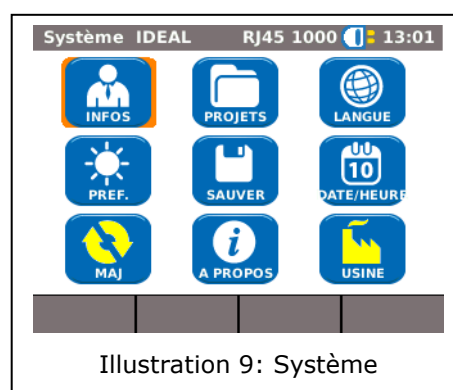 Système IDEAL RJ45 1000 13:01
INFOS PROJETS LANGUE
10
PREF. SAUVER DATE/HEURE
i
MAJ A PROPOS USINE
Illustration 9: Système